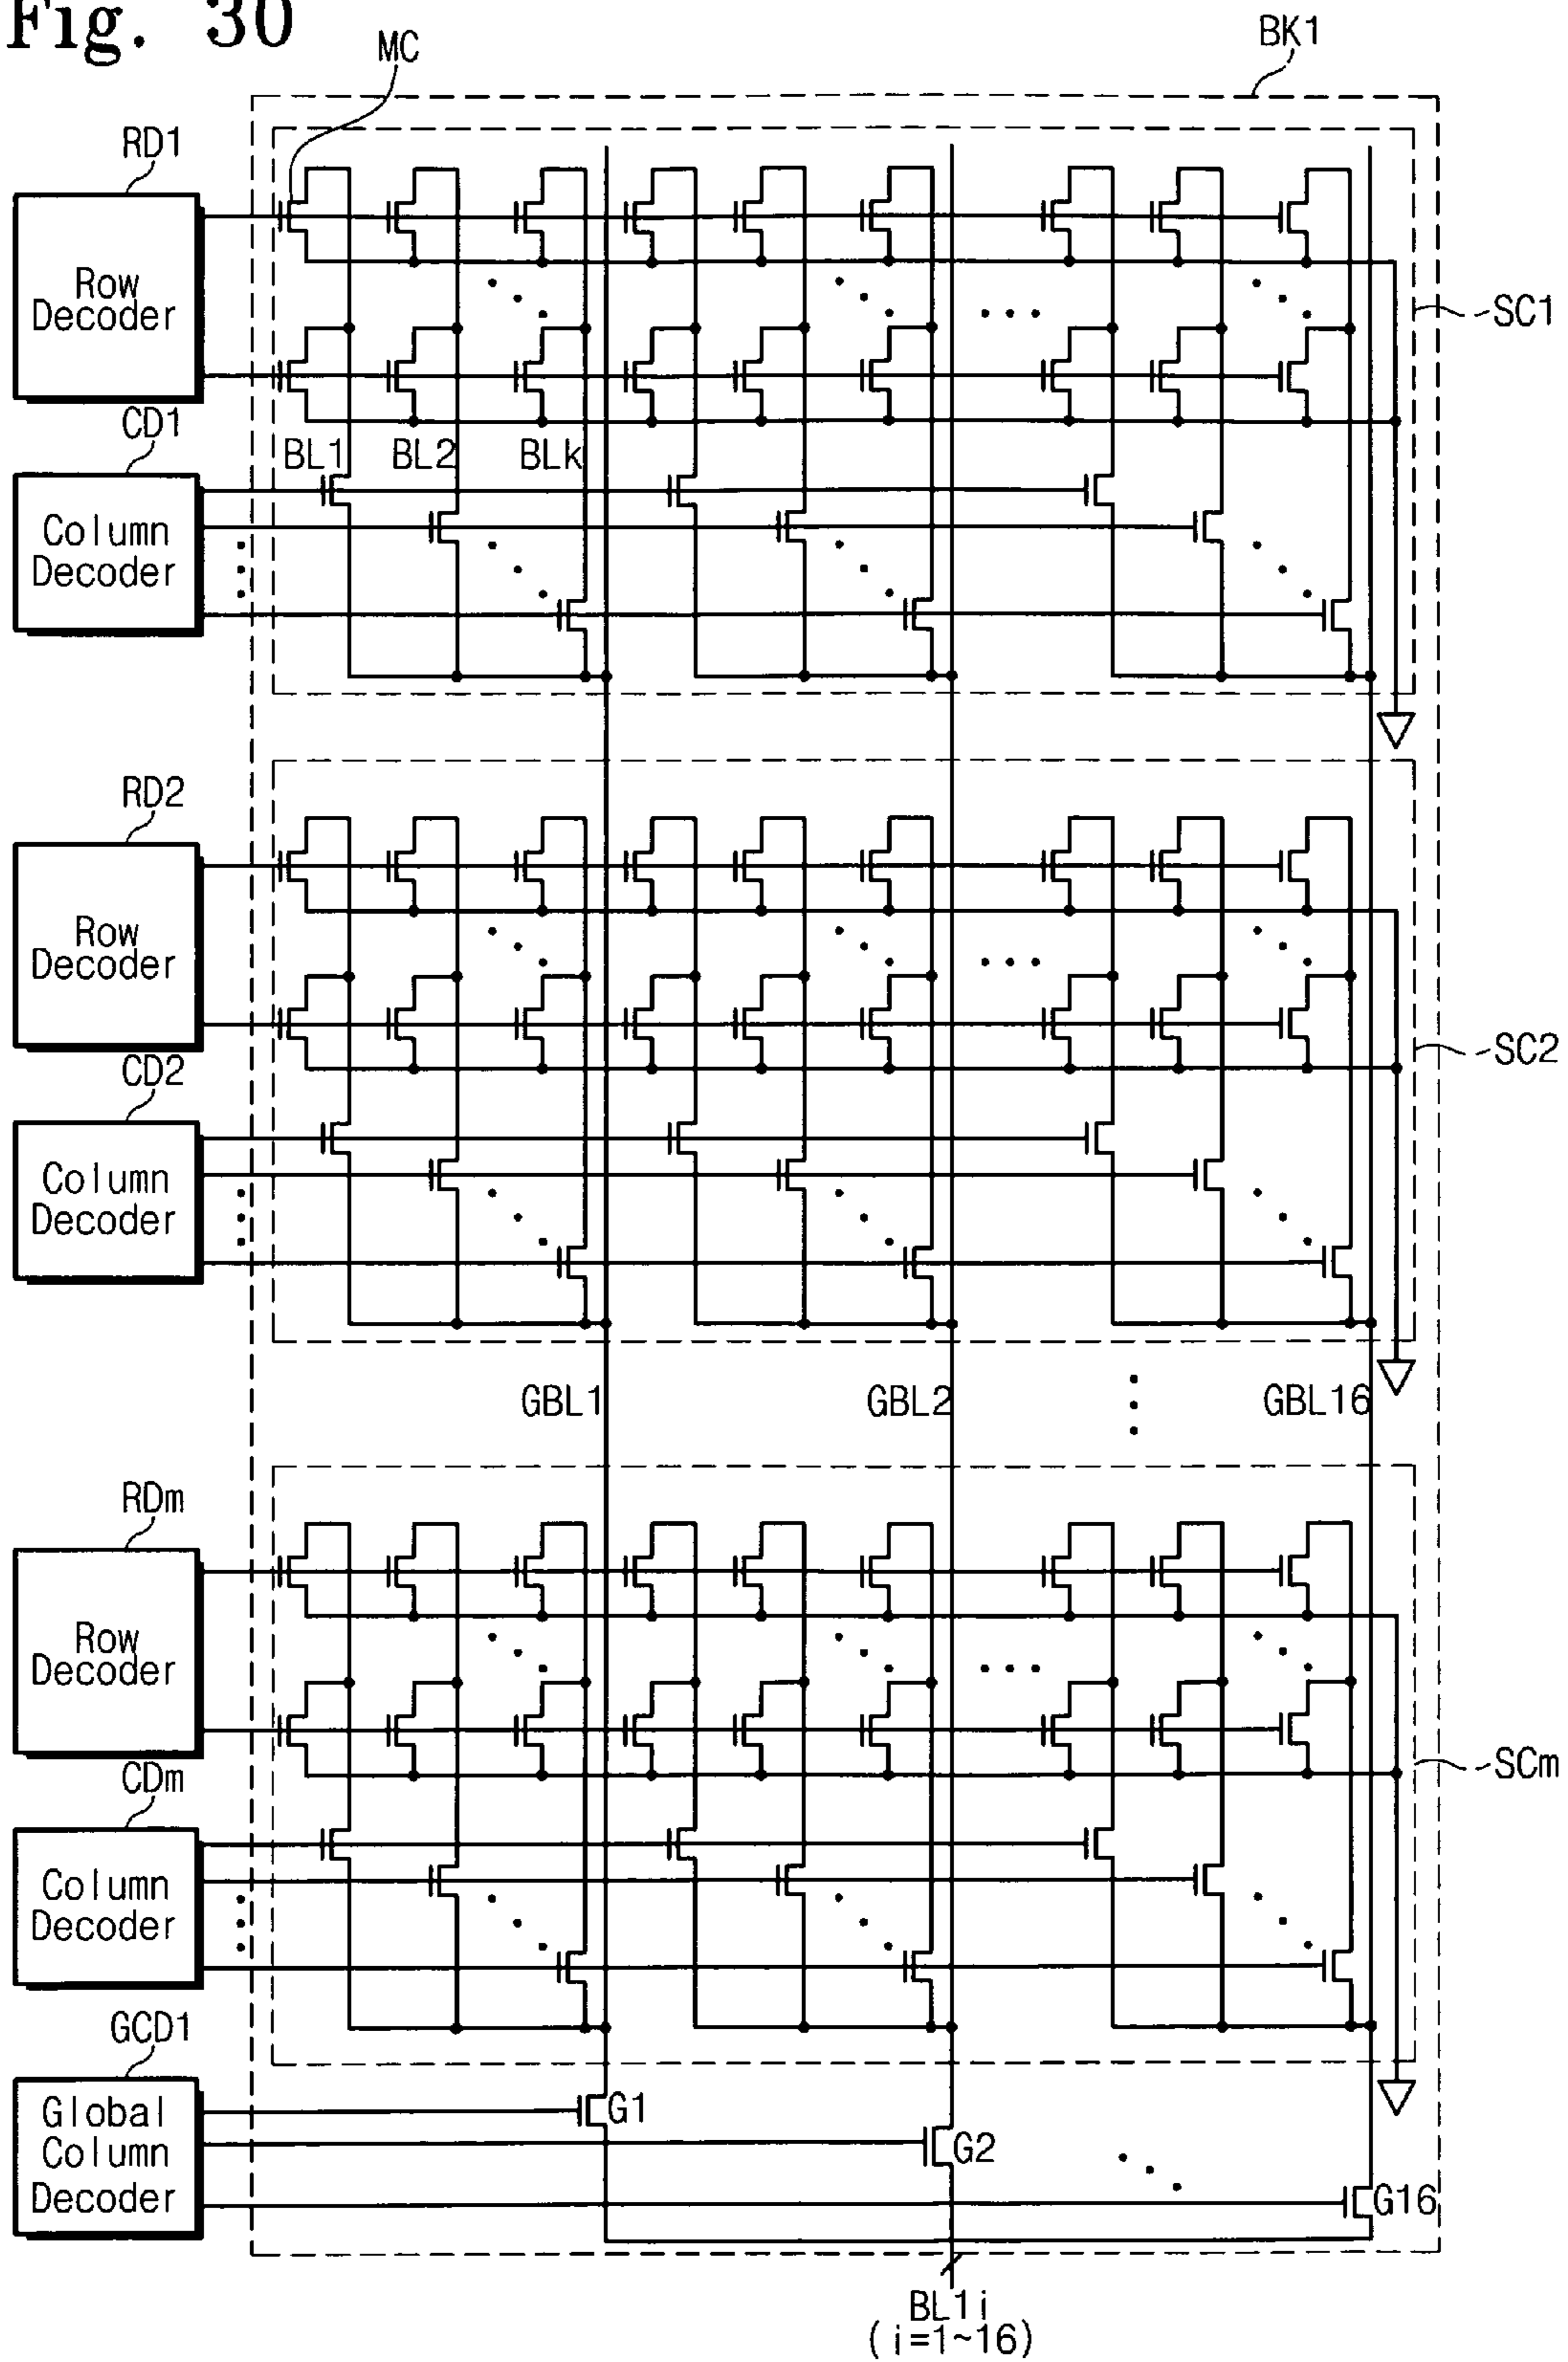 Fig. 30
MC
BK1
RD1
Row
Decoder
SC1
CD1
BL1 BL2 BLk
Column
Decoder
RD2
Row
Decoder
SC2
CD2
Column
Decoder
GBL1 GBL2 GBL16
RDm
Row
Decoder
SCm
CDm
Column
Decoder
GCD1
Global
Column
Decoder
G1
G2
G16
BL1i
(i=1~16)